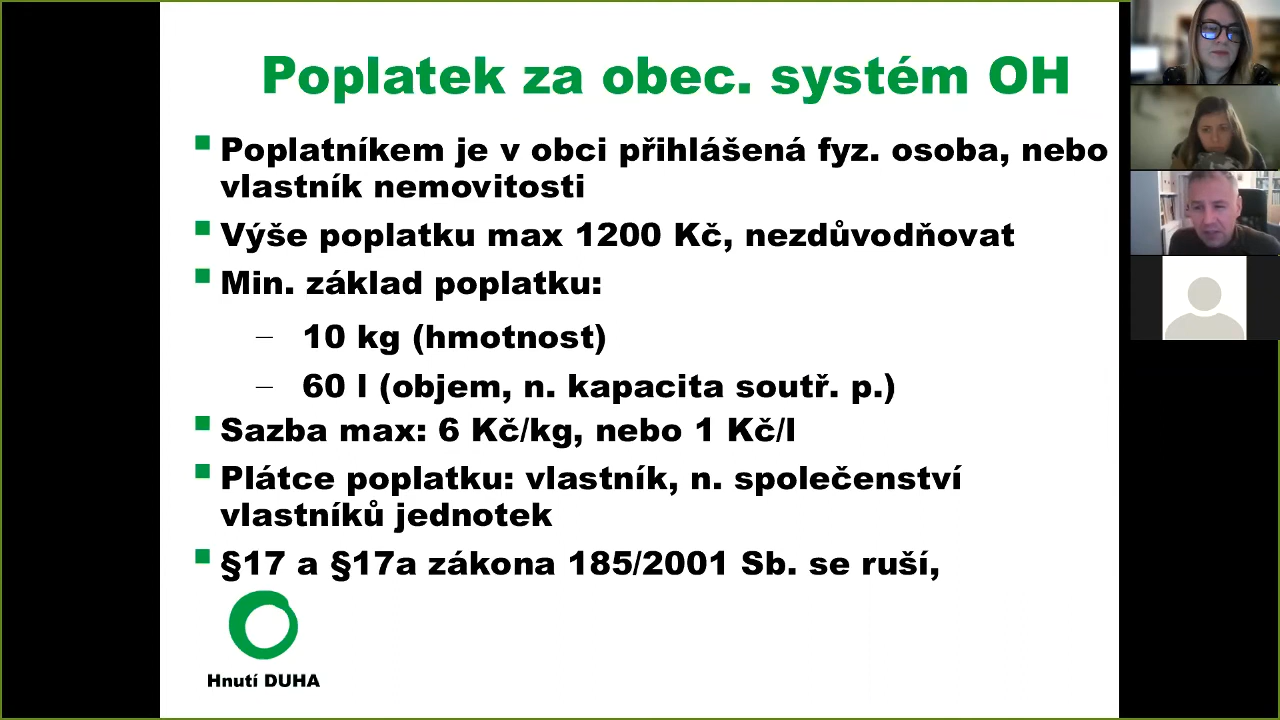 Poplatek za obec. systém OH
Poplatníkem je v obci přihlášená fyz. osoba, nebo
vlastník nemovitosti
Výše poplatku max 1200 Kč, nezdůvodňovat
Min. základ poplatku:
– 10 kg (hmotnost)
– 60 l (objem, n. kapacita soutř. p.)
Sazba max: 6 Kč/kg, nebo 1 Kč/l
Plátce poplatku: vlastník, n. společenství
vlastníků jednotek
§17 a §17a zákona 185/2001 Sb. se ruší,
Hnutí DUHA